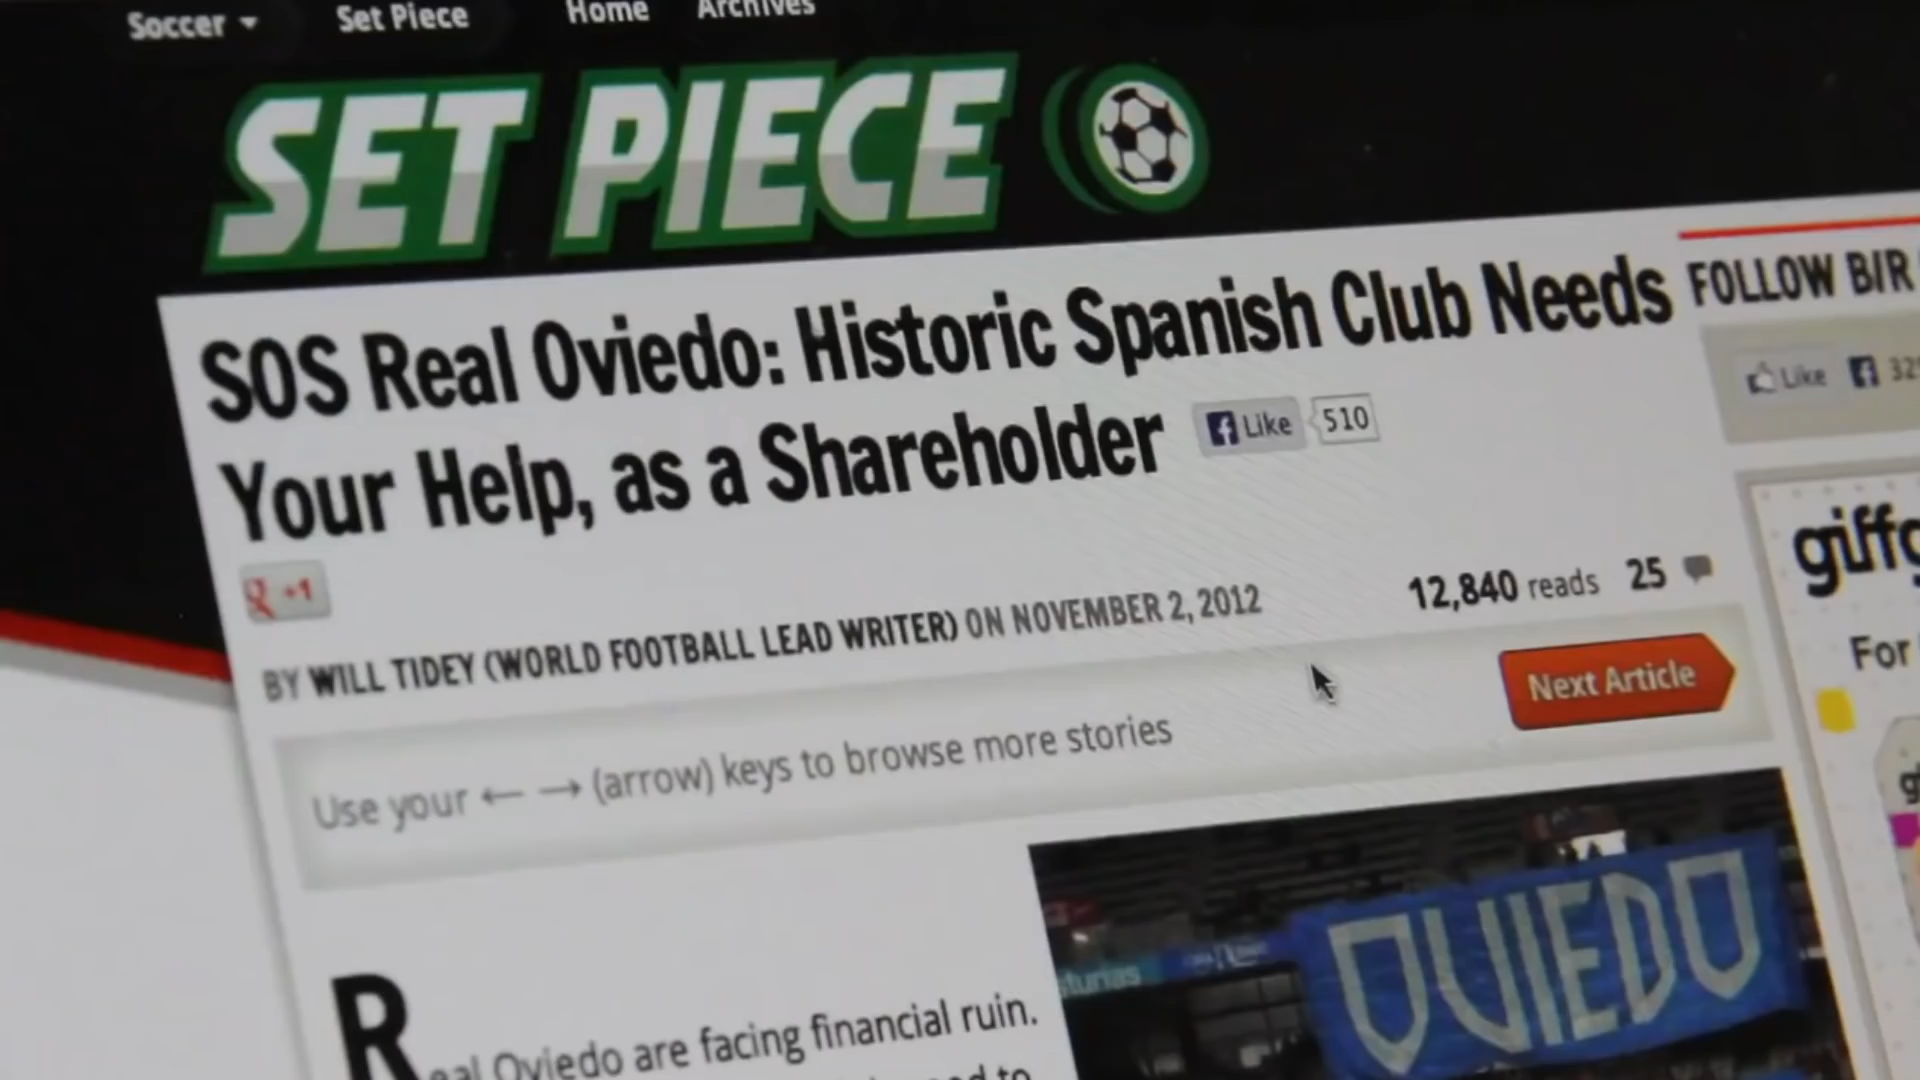 Soccer Set Piece Home Archives
SET PIECE
SOS Real Oviedo: Historic Spanish Club Needs
Your Help, as a Shareholder
Like 510
+1
BY WILL TIDEY (WORLD FOOTBALL LEAD WRITER) ON NOVEMBER 2, 2012
12,840 reads 25
Use your ← → (arrow) keys to browse more stories
Next Article
Real Oviedo are facing financial ruin.
to
OVIEDO
FOLLOW
Like
For